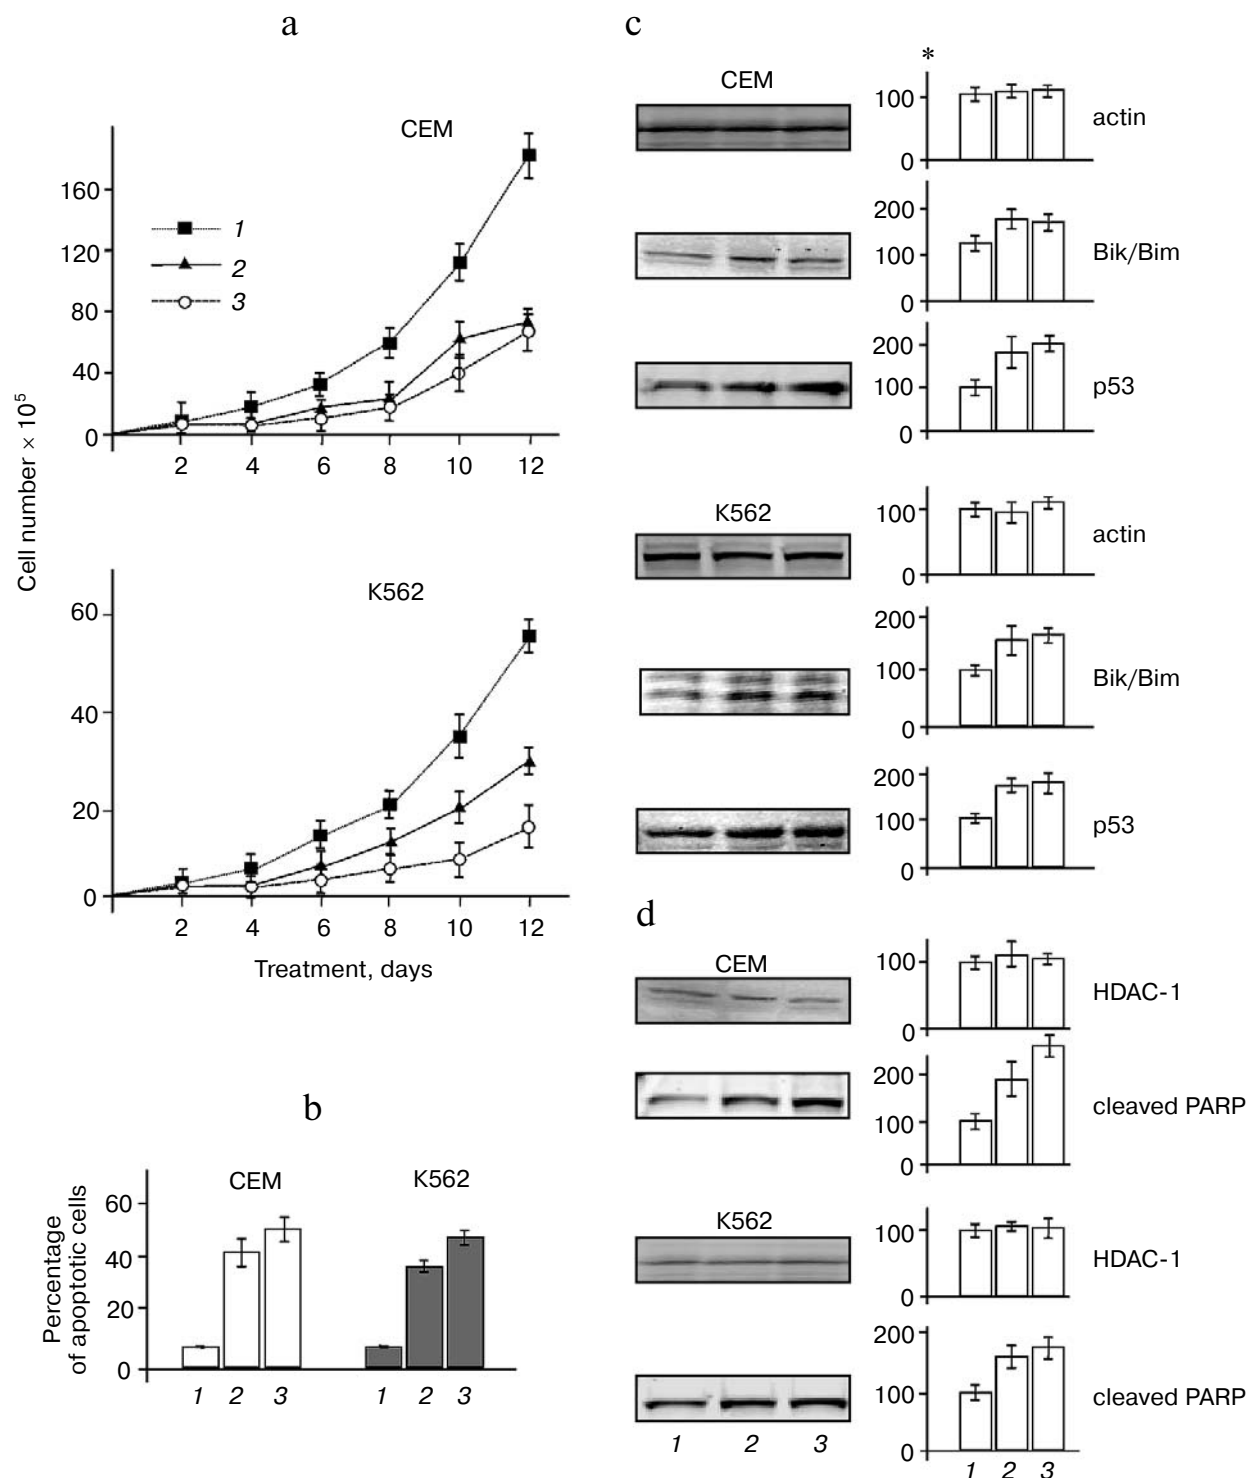 a
CEM
160
120
80
40
0
1
2
3
2 4 6 8 10 12
K562
60
40
20
0
2 4 6 8 10 12
Cell number × 10⁵
Treatment, days
b
CEM K562
60
40
20
0
Percentage
of apoptotic cells
1 2 3 1 2 3
c
*
CEM
100
0
actin
200
100
0
Bik/Bim
200
100
0
p53
K562
100
0
actin
200
100
0
Bik/Bim
200
100
0
p53
d
CEM
100
0
HDAC-1
200
100
0
cleaved PARP
K562
100
0
HDAC-1
200
100
0
cleaved PARP
1 2 3 1 2 3